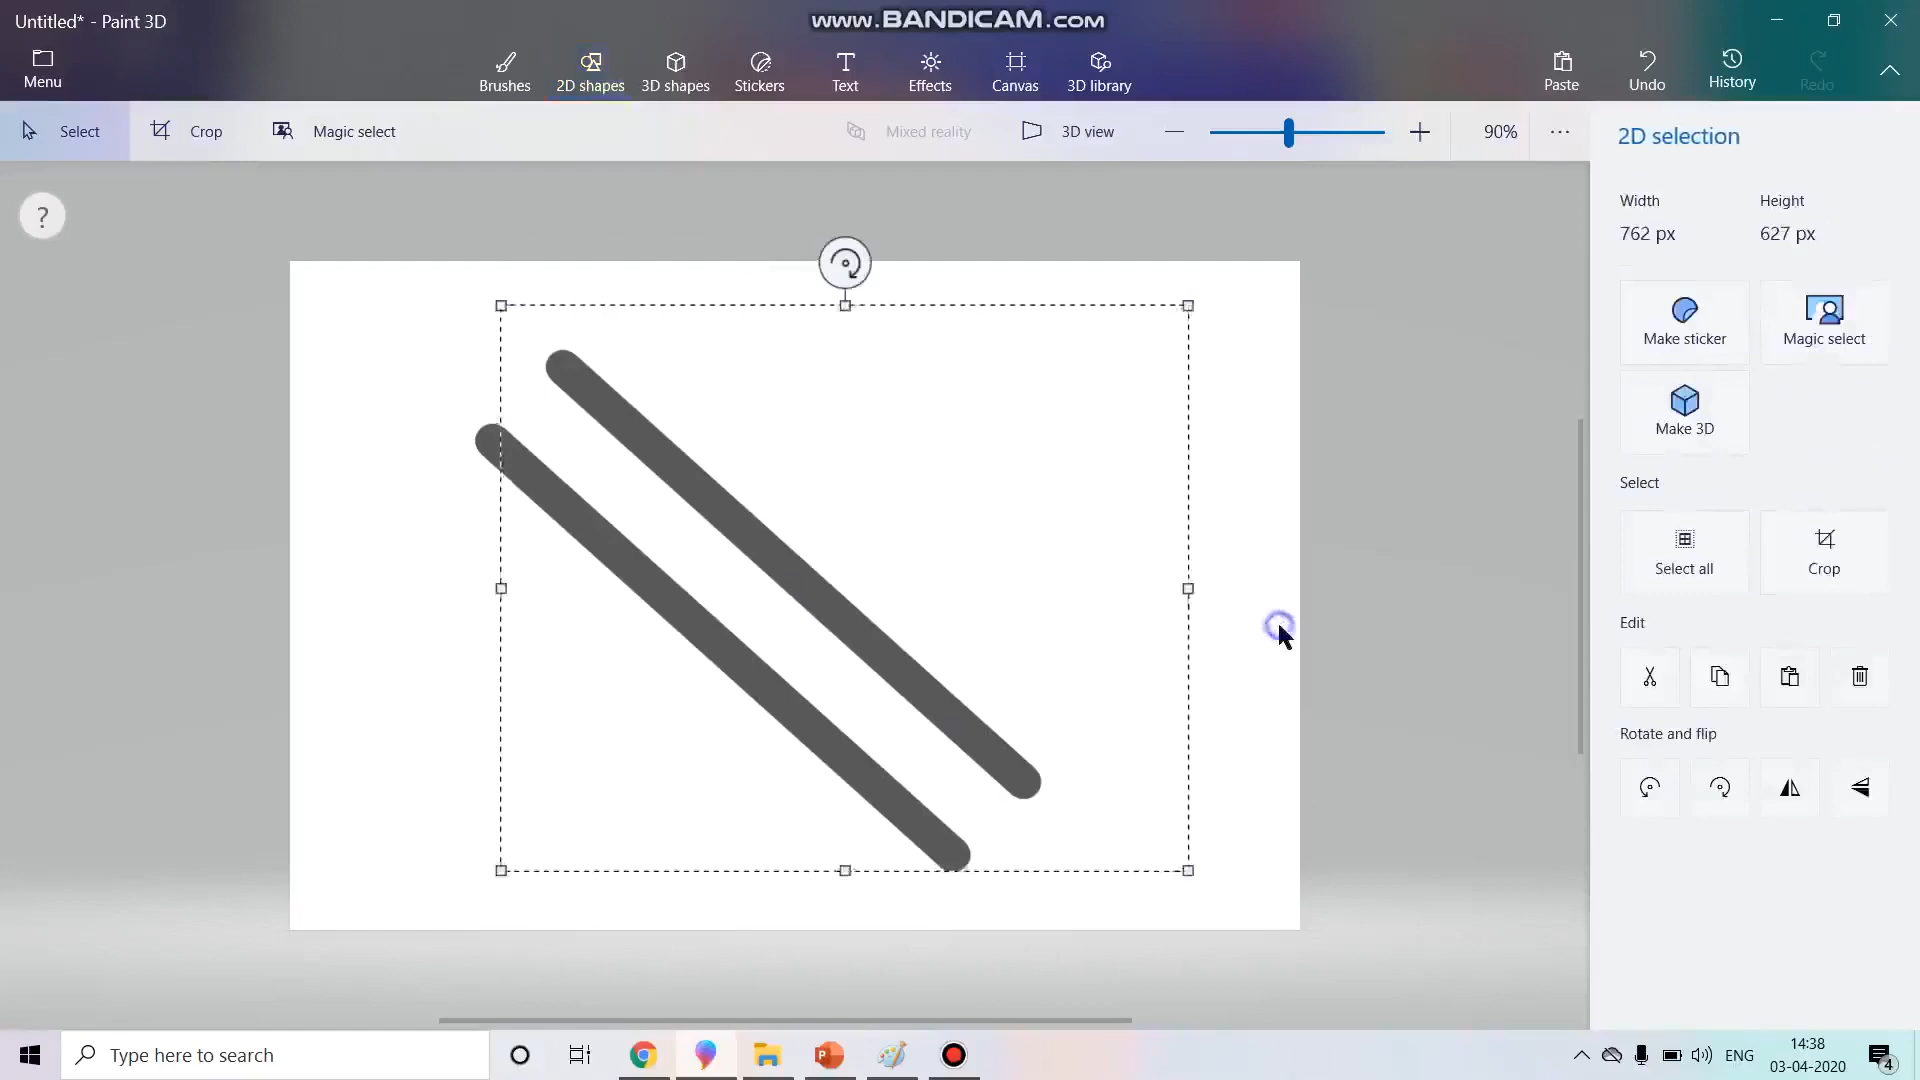 Untitled* - Paint 3D
www.BANDICAM.com
Menu
Brushes
2D shapes
3D shapes
Stickers
Text
Effects
Canvas
3D library
Paste
Undo
History
Redo
Select
Crop
Magic select
Mixed reality
3D view
90%
?
2D selection
Width
Height
762 px
627 px
Make sticker
Magic select
Make 3D
Select
Select all
Crop
Edit
Rotate and flip
Type here to search
ENG
14:38
03-04-2020
4